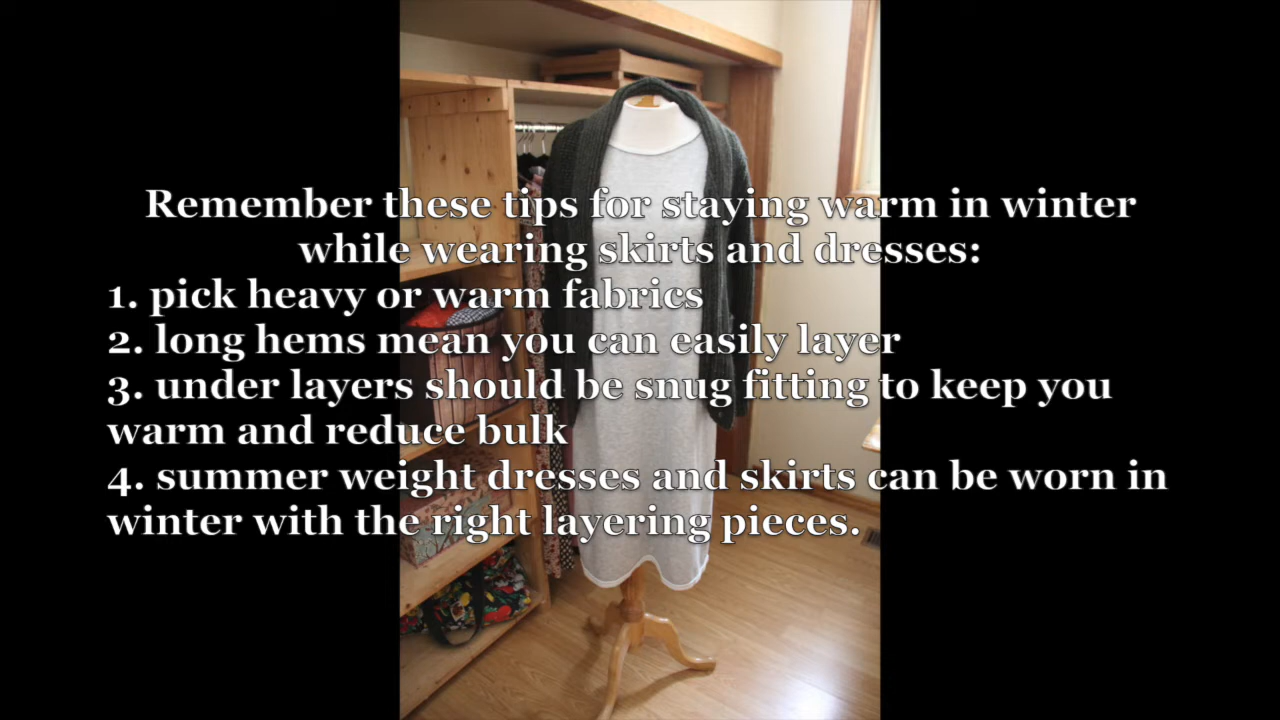 Remember these tips for staying warm in winter
while wearing skirts and dresses:
1. pick heavy or warm fabrics
2. long hems mean you can easily layer
3. under layers should be snug fitting to keep you
warm and reduce bulk
4. summer weight dresses and skirts can be worn in
winter with the right layering pieces.